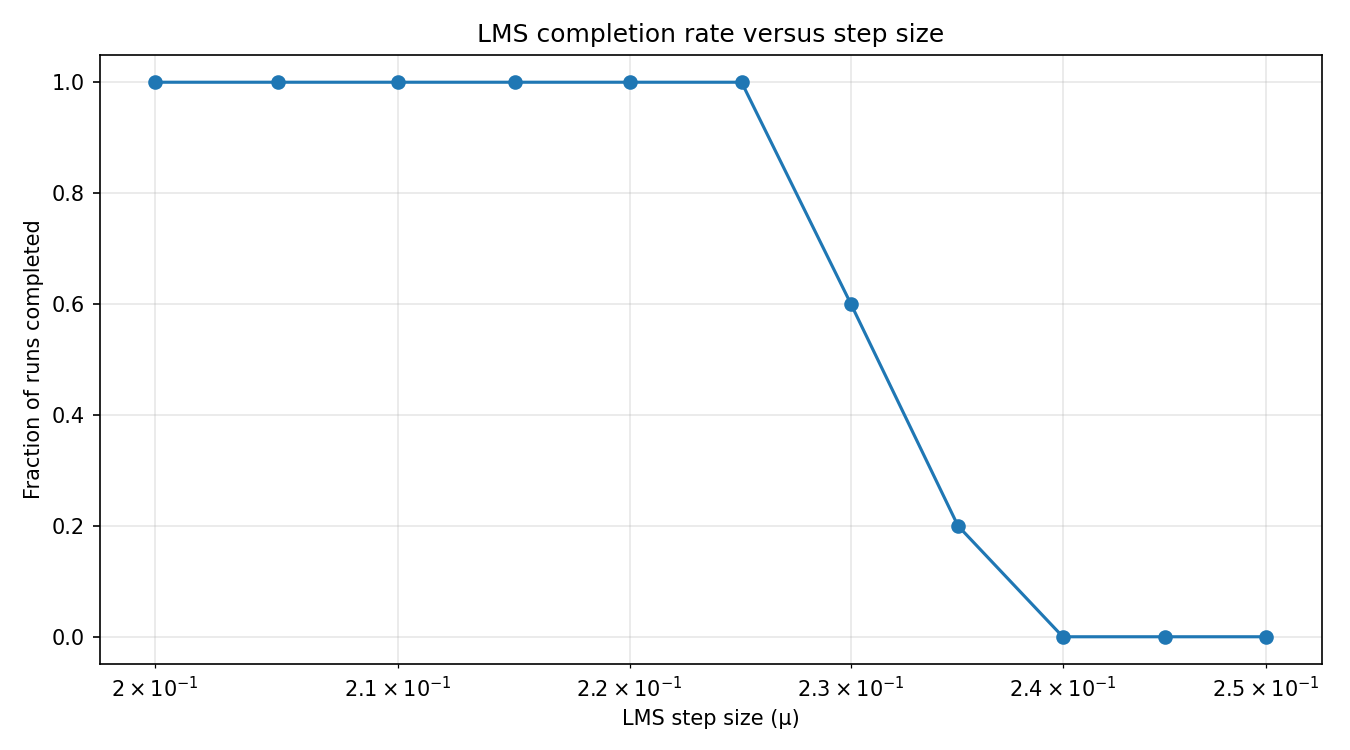 LMS completion rate versus step size
Fraction of runs completed
1.0
0.8
0.6
0.4
0.2
0.0
2 × 10⁻¹ 2.1 × 10⁻¹ 2.2 × 10⁻¹ 2.3 × 10⁻¹ 2.4 × 10⁻¹ 2.5 × 10⁻¹
LMS step size (μ)